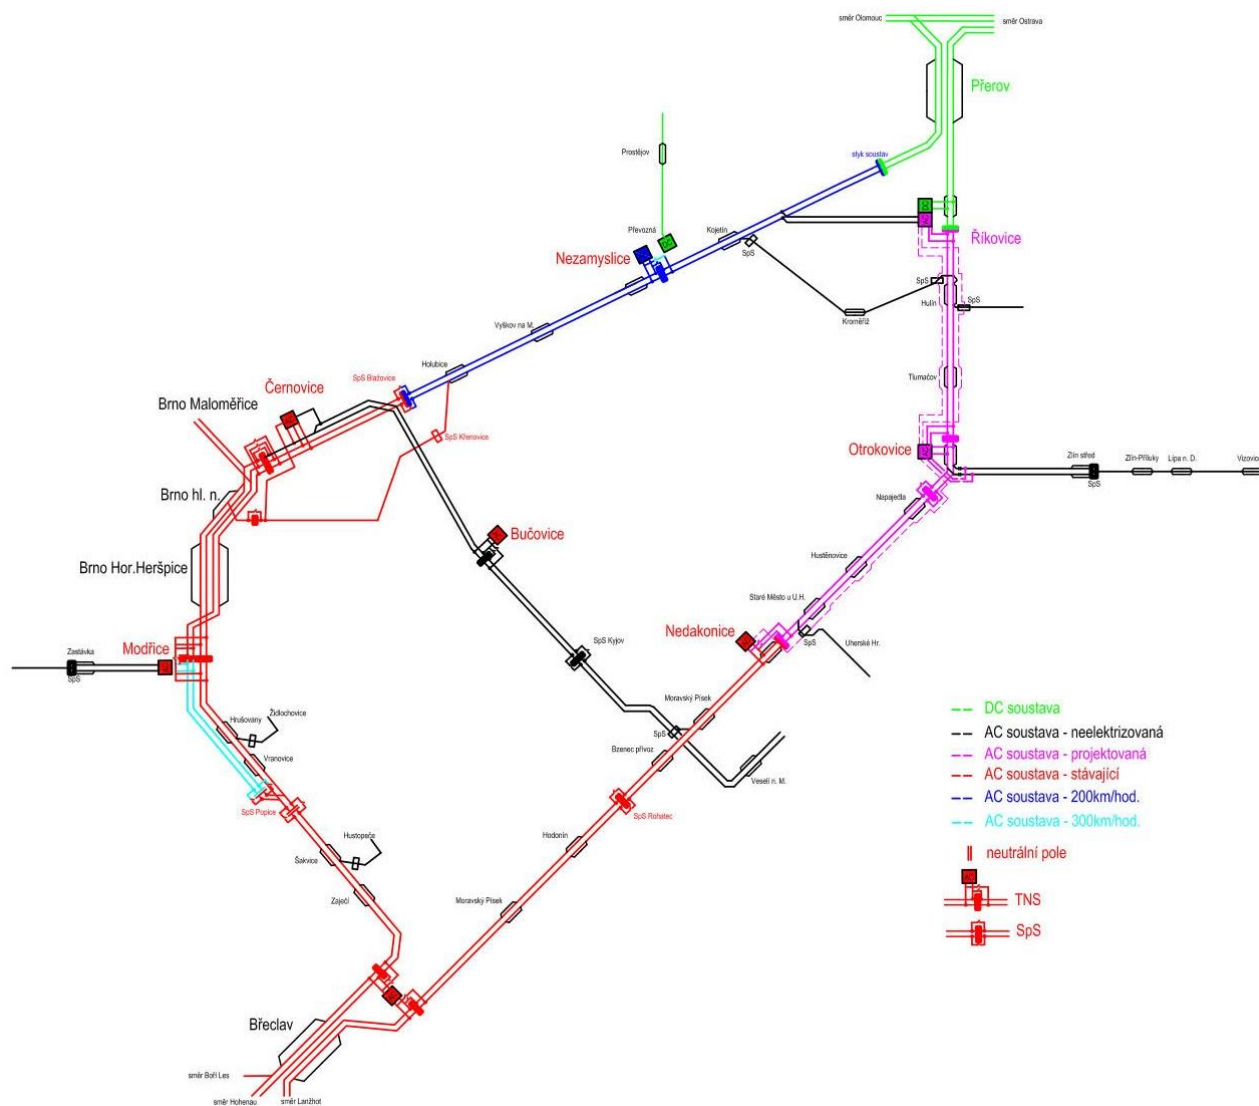 směr Olomouc
směr Ostrava
Přerov
Prostějov
styk soustav
Převozná
Kojetín
SpS
Nezamyslice
DC
Říkovice
SpS
SpS
Hulín
Kroměříž
Vyškov na M.
Holubice
SpS Blažovice
Tlumačov
Černovice
Brno Maloměřice
SpS Křenovice
Otrokovice
Zlín střed
Zlín-Příluky
Lípa n. D.
Vizovice
SpS
Brno hl. n.
Napajedla
Bučovice
Brno Hor.Heršpice
Huštěnovice
Staré Město u U.H.
Nedakonice
SpS
Uherské Hr.
SpS Kyjov
Modřice
Zastávka
SpS
Moravský Písek
SpS
Židlochovice
Hrušovany
Bzenec přívoz
Veselí n. M.
Vranovice
SpS Popice
SpS Rohatec
Hustopeče
Hodonín
Šakvice
Zaječí
Moravský Písek
Břeclav
směr Boří Les
směr Hohenau
směr Lanžhot
DC soustava
AC soustava - neelektrizovaná
AC soustava - projektovaná
AC soustava - stávající
AC soustava - 200km/hod.
AC soustava - 300km/hod.
neutrální pole
AC
TNS
SpS